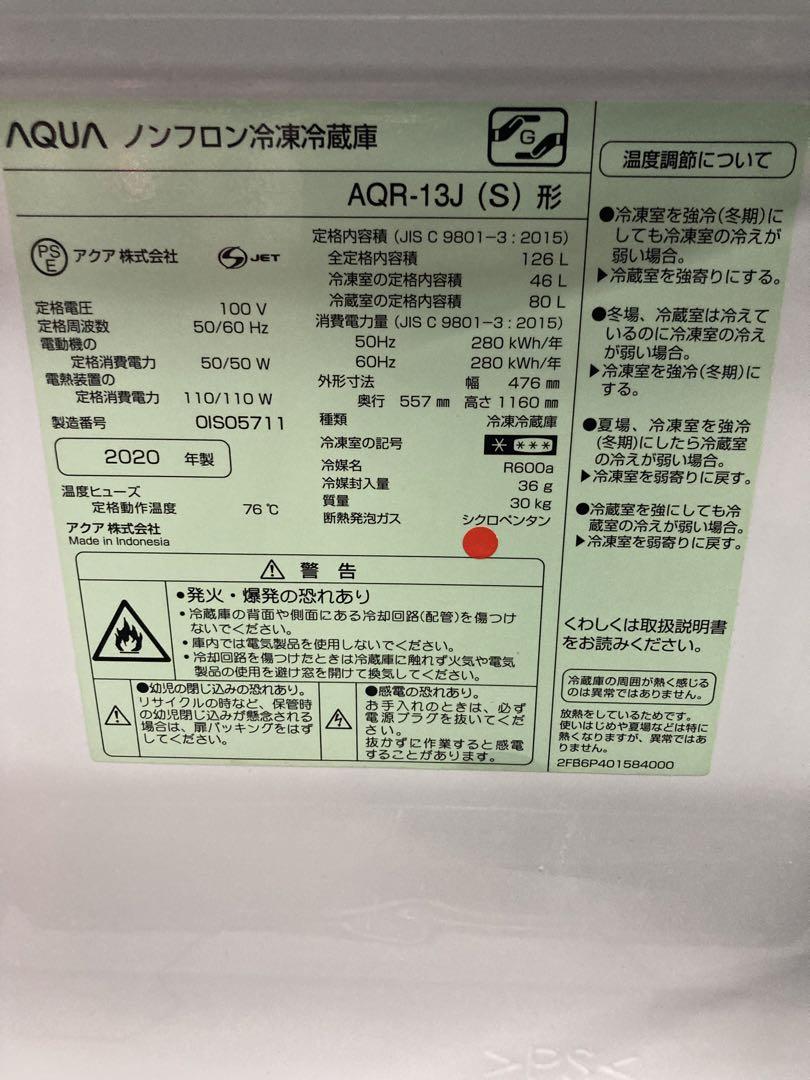 AQUA ノンフロン冷凍冷蔵庫
G
AQR-13J (S) 形
PSE アクア株式会社 S JET
定格電圧 100 V
定格周波数 50/60 Hz
電動機の
定格消費電力 50/50 W
電熱装置の
定格消費電力 110/110 W
製造番号 0IS05711
2020 年製
温度ヒューズ
定格動作温度 76 ℃
アクア株式会社
Made in Indonesia
定格内容積 (JIS C 9801-3 : 2015)
全定格内容積 126 L
冷凍室の定格内容積 46 L
冷蔵室の定格内容積 80 L
消費電力量 (JIS C 9801-3 : 2015)
50Hz 280 kWh/年
60Hz 280 kWh/年
外形寸法 幅 476 ㎜
奥行 557 ㎜ 高さ 1160 ㎜
種類 冷凍冷蔵庫
冷凍室の記号 * ***
冷媒名 R600a
冷媒封入量 36 g
質量 30 kg
断熱発泡ガス シクロペンタン
⚠ 警告
•発火・爆発の恐れあり
・冷蔵庫の背面や側面にある冷却回路(配管)を傷つけ
ないでください。
・庫内では電気製品を使用しないでください。
・冷却回路を傷つけたときは冷蔵庫に触れず火気や電気
製品の使用を避け窓を開けて換気してください。
●幼児の閉じ込みの恐れあり。
リサイクルの時など、保管時
の幼児閉じ込みが懸念される
場合は、扉パッキングをはず
してください。
●感電の恐れあり。
お手入れのときは、必ず
電源プラグを抜いてくだ
さい。
抜かずに作業すると感電
することがあります。
温度調節について
●冷凍室を強冷(冬期)に
しても冷凍室の冷えが
弱い場合。
▶冷蔵室を強寄りにする。
●冬場、冷蔵室は冷えて
いるのに冷凍室の冷え
が弱い場合。
▶冷凍室を強冷(冬期)に
する。
●夏場、冷凍室を強冷
(冬期)にしたら冷蔵室
の冷えが弱い場合。
▶冷凍室を弱寄りに戻す。
●冷蔵室を強にしても冷
蔵室の冷えが弱い場合。
▶冷凍室を弱寄りに戻す。
くわしくは取扱説明書
をお読みください。
冷蔵庫の周囲が熱く感じる
のは異常ではありません。
放熱をしているためです。
使いはじめや夏場などは特に
熱くなりますが、異常ではあ
りません。
2FB6P401584000
>PS<